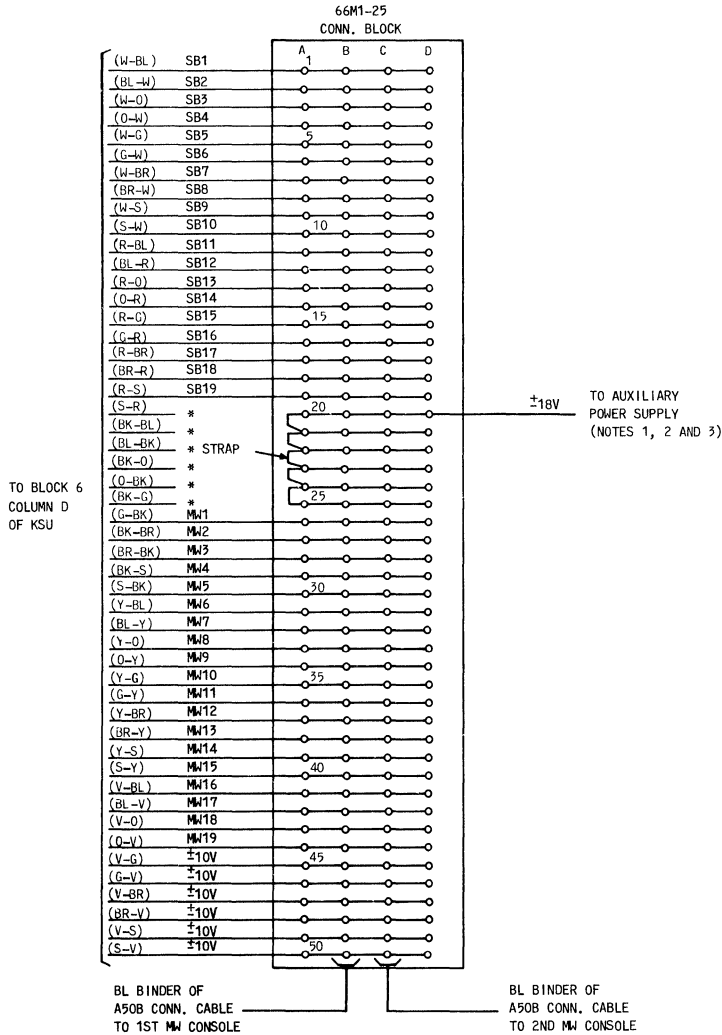 66M1-25
CONN. BLOCK
A B C D
(W-BL) SB1 1
(BL-W) SB2
(W-O) SB3
(O-W) SB4
(W-G) SB5 5
(G-W) SB6
(W-BR) SB7
(BR-W) SB8
(W-S) SB9
(S-W) SB10 10
(R-BL) SB11
(BL-R) SB12
(R-O) SB13
(O-R) SB14
(R-G) SB15 15
(G-R) SB16
(R-BR) SB17
(BR-R) SB18
(R-S) SB19
(S-R) * 20 ±18V
TO AUXILIARY
POWER SUPPLY
(NOTES 1, 2 AND 3)
(BK-BL) *
(BL-BK) * STRAP
(BK-O) *
(O-BK) *
(BK-G) * 25
TO BLOCK 6
COLUMN D
OF KSU
(G-BK) MW1
(BK-BR) MW2
(BR-BK) MW3
(BK-S) MW4
(S-BK) MW5 30
(Y-BL) MW6
(BL-Y) MW7
(Y-O) MW8
(O-Y) MW9
(Y-G) MW10 35
(G-Y) MW11
(Y-BR) MW12
(BR-Y) MW13
(Y-S) MW14
(S-Y) MW15 40
(V-BL) MW16
(BL-V) MW17
(V-O) MW18
(O-V) MW19
(V-G) ±10V 45
(G-V) ±10V
(V-BR) ±10V
(BR-V) ±10V
(V-S) ±10V
(S-V) ±10V 50
BL BINDER OF
A50B CONN. CABLE
TO 1ST MW CONSOLE
BL BINDER OF
A50B CONN. CABLE
TO 2ND MW CONSOLE